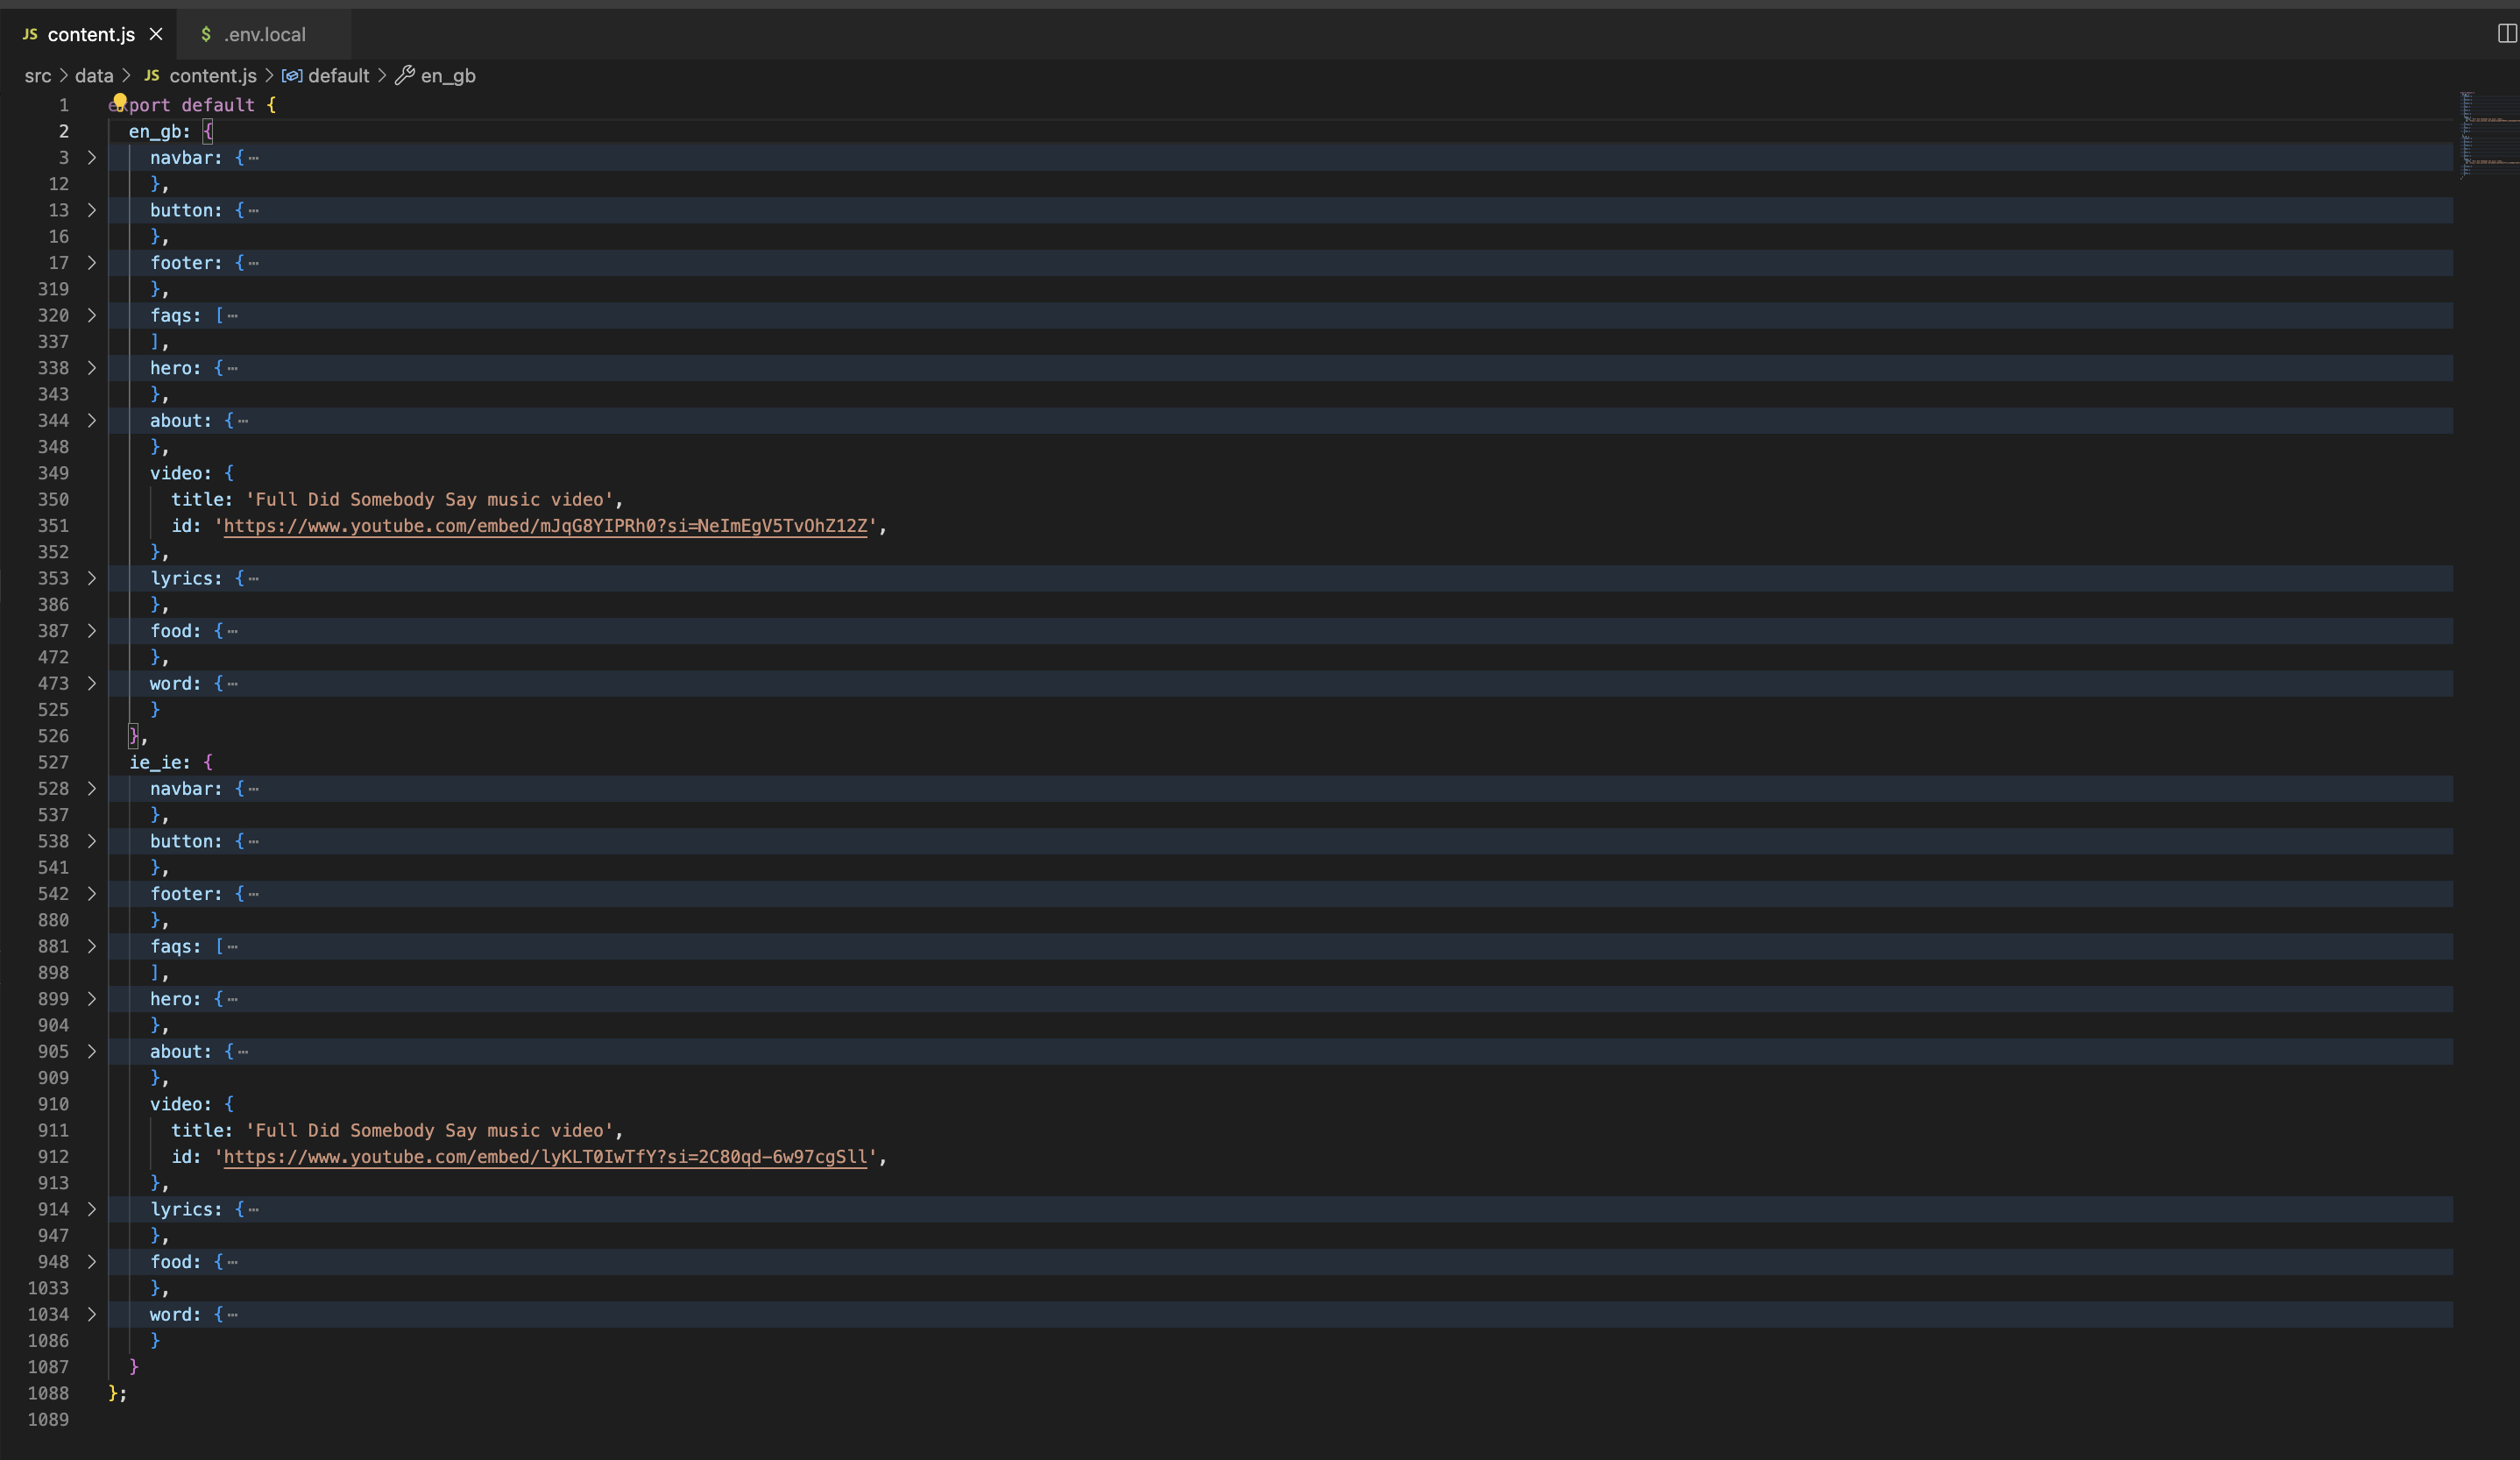 JS content.js × $ .env.local
src > data > JS content.js > default > en_gb
1 export default {
2 en_gb: {
3 > navbar: {…
12 },
13 > button: {…
16 },
17 > footer: {…
319 },
320 > faqs: […
337 ],
338 > hero: {…
343 },
344 > about: {…
348 },
349 video: {
350 title: 'Full Did Somebody Say music video',
351 id: 'https://www.youtube.com/embed/mJqG8YIPRh0?si=NeImEgV5TvOhZ12Z',
352 },
353 > lyrics: {…
386 },
387 > food: {…
472 },
473 > word: {…
525 }
526 },
527 ie_ie: {
528 > navbar: {…
537 },
538 > button: {…
541 },
542 > footer: {…
880 },
881 > faqs: […
898 ],
899 > hero: {…
904 },
905 > about: {…
909 },
910 video: {
911 title: 'Full Did Somebody Say music video',
912 id: 'https://www.youtube.com/embed/lyKLT0IwTfY?si=2C80qd-6w97cgSll',
913 },
914 > lyrics: {…
947 },
948 > food: {…
1033 },
1034 > word: {…
1086 }
1087 }
1088 };
1089